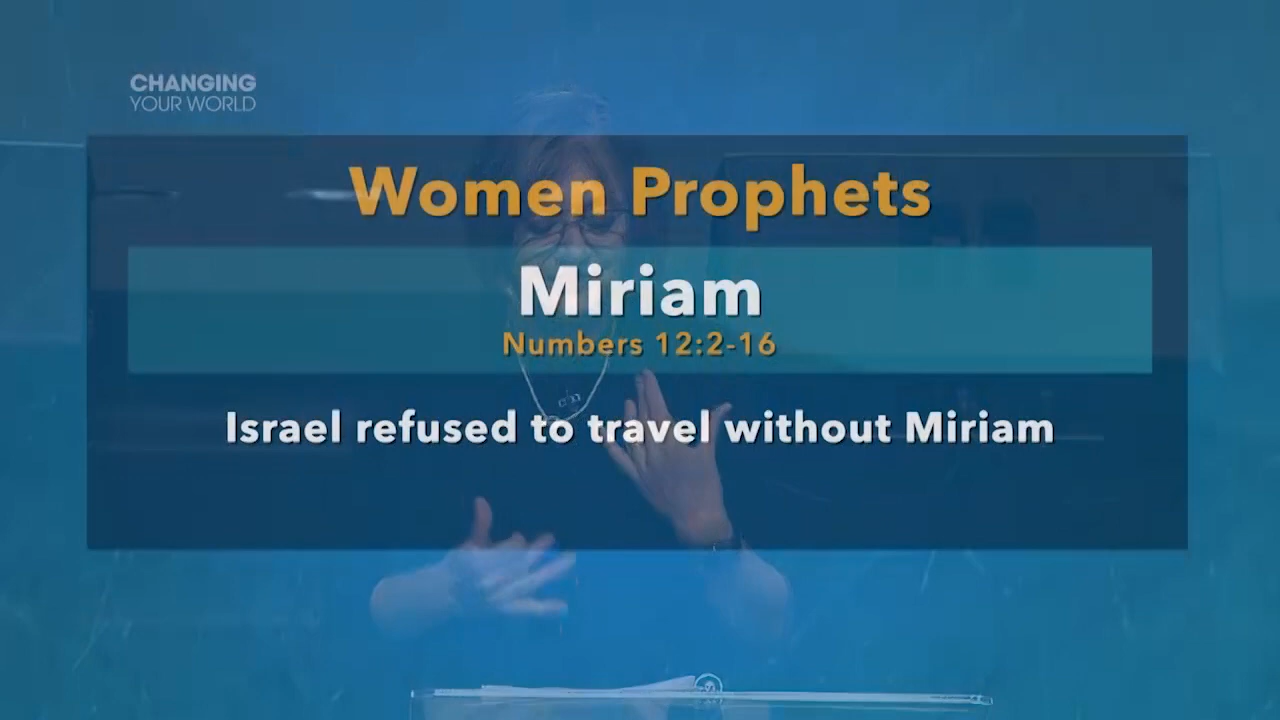 CHANGING
YOUR WORLD
Women Prophets
Miriam
Numbers 12:2-16
Israel refused to travel without Miriam